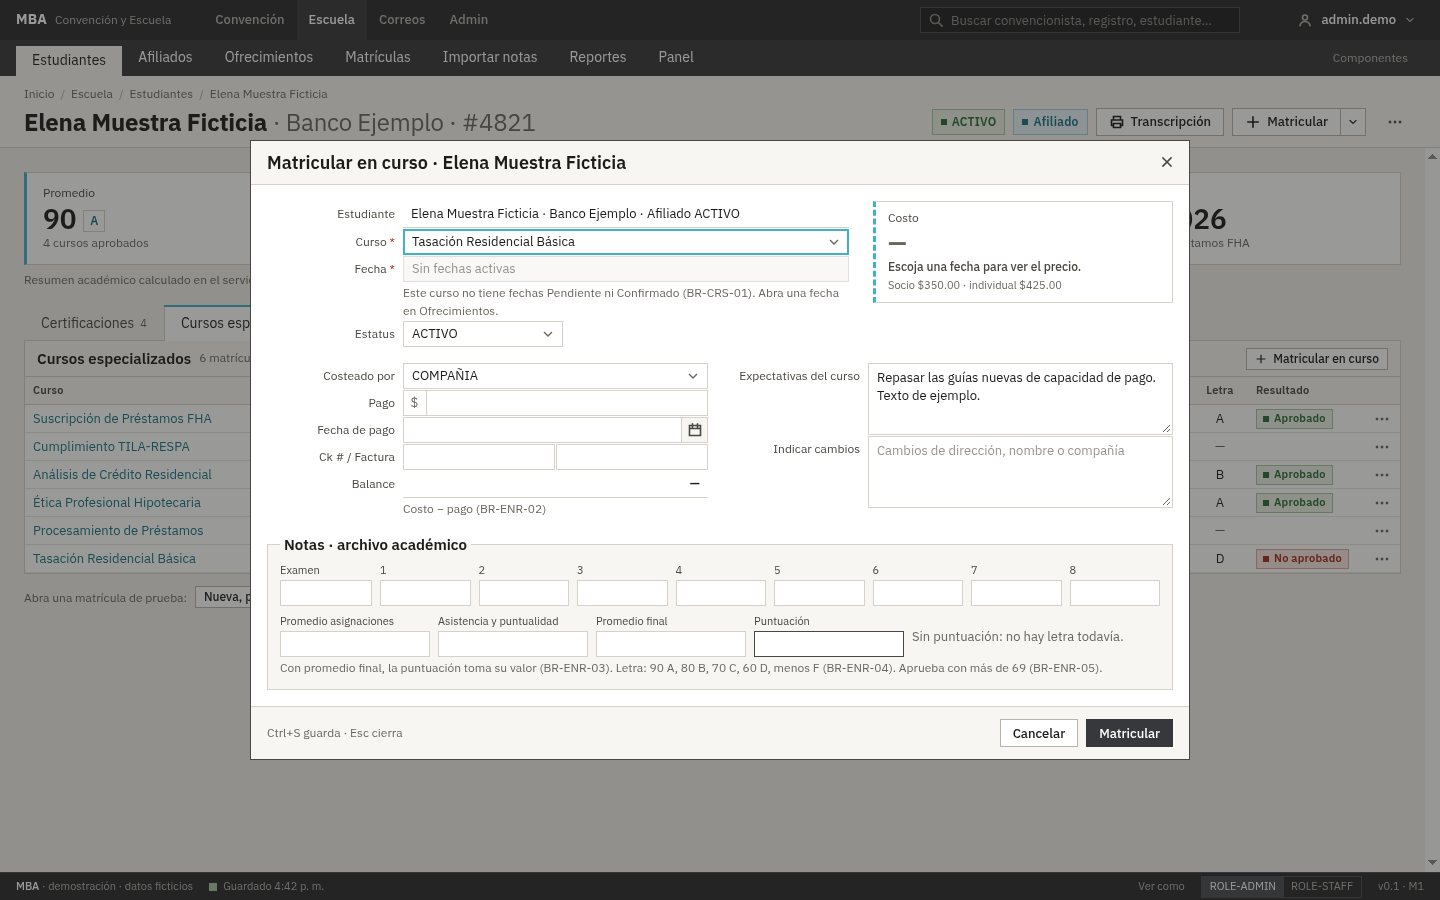 MBA Convención y Escuela Convención Escuela Correos Admin Buscar convencionista, registro, estudiante... admin.demo
Estudiantes Afiliados Ofrecimientos Matrículas Importar notas Reportes Panel Componentes
Inicio / Escuela / Estudiantes / Elena Muestra Ficticia
Elena Muestra Ficticia · Banco Ejemplo · #4821 ACTIVO Afiliado Transcripción Matricular
Matricular en curso · Elena Muestra Ficticia
Promedio
90 A
4 cursos aprobados
Resumen académico calculado en el
026
tamos FHA
Estudiante Elena Muestra Ficticia · Banco Ejemplo · Afiliado ACTIVO
Curso * Tasación Residencial Básica
Fecha * Sin fechas activas
Este curso no tiene fechas Pendiente ni Confirmado (BR-CRS-01). Abra una fecha
en Ofrecimientos.
Estatus ACTIVO
Costo
—
Escoja una fecha para ver el precio.
Socio $350.00 · individual $425.00
Costeado por COMPAÑIA
Pago $
Fecha de pago
Ck # / Factura
Balance —
Costo – pago (BR-ENR-02)
Expectativas del curso Repasar las guías nuevas de capacidad de pago.
Texto de ejemplo.
Indicar cambios Cambios de dirección, nombre o compañía
Certificaciones 4 Cursos esp
Cursos especializados 6 matrícu Matricular en curso
Curso Letra Resultado
Suscripción de Préstamos FHA A Aprobado
Cumplimiento TILA-RESPA —
Análisis de Crédito Residencial B Aprobado
Ética Profesional Hipotecaria A Aprobado
Procesamiento de Préstamos —
Tasación Residencial Básica D No aprobado
Abra una matrícula de prueba: Nueva, p
Notas · archivo académico
Examen 1 2 3 4 5 6 7 8
Promedio asignaciones Asistencia y puntualidad Promedio final Puntuación
Sin puntuación: no hay letra todavía.
Con promedio final, la puntuación toma su valor (BR-ENR-03). Letra: 90 A, 80 B, 70 C, 60 D, menos F (BR-ENR-04). Aprueba con más de 69 (BR-ENR-05).
Ctrl+S guarda · Esc cierra Cancelar Matricular
MBA · demostración · datos ficticios Guardado 4:42 p. m. Ver como ROLE-ADMIN ROLE-STAFF v0.1 · M1